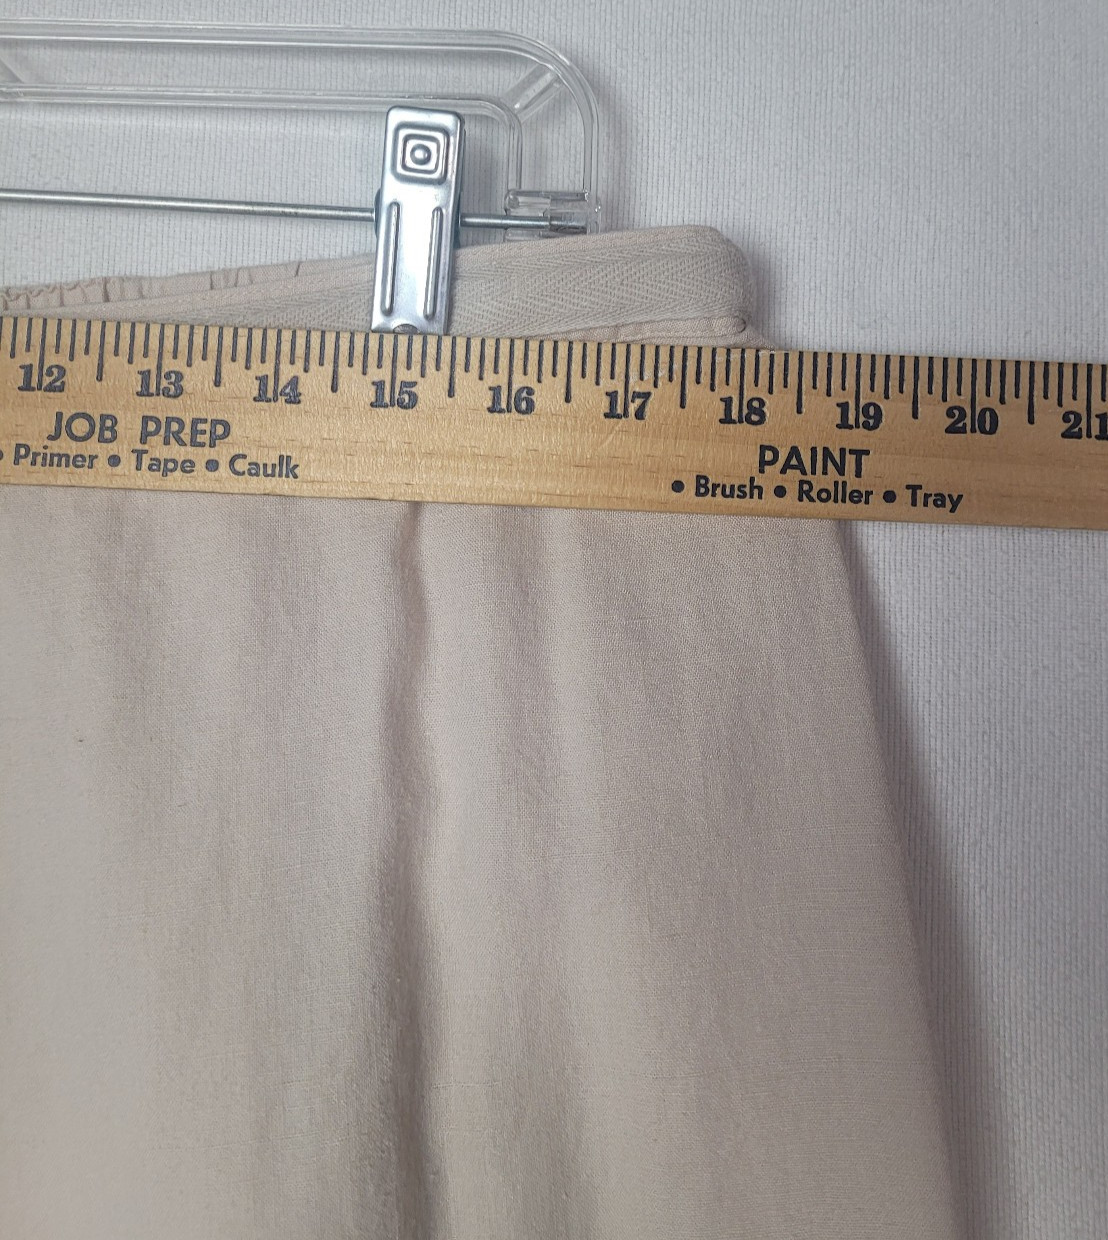 12 13 14 15 16 17 18 19 20 21
JOB PREP
• Primer • Tape • Caulk
PAINT
• Brush • Roller • Tray